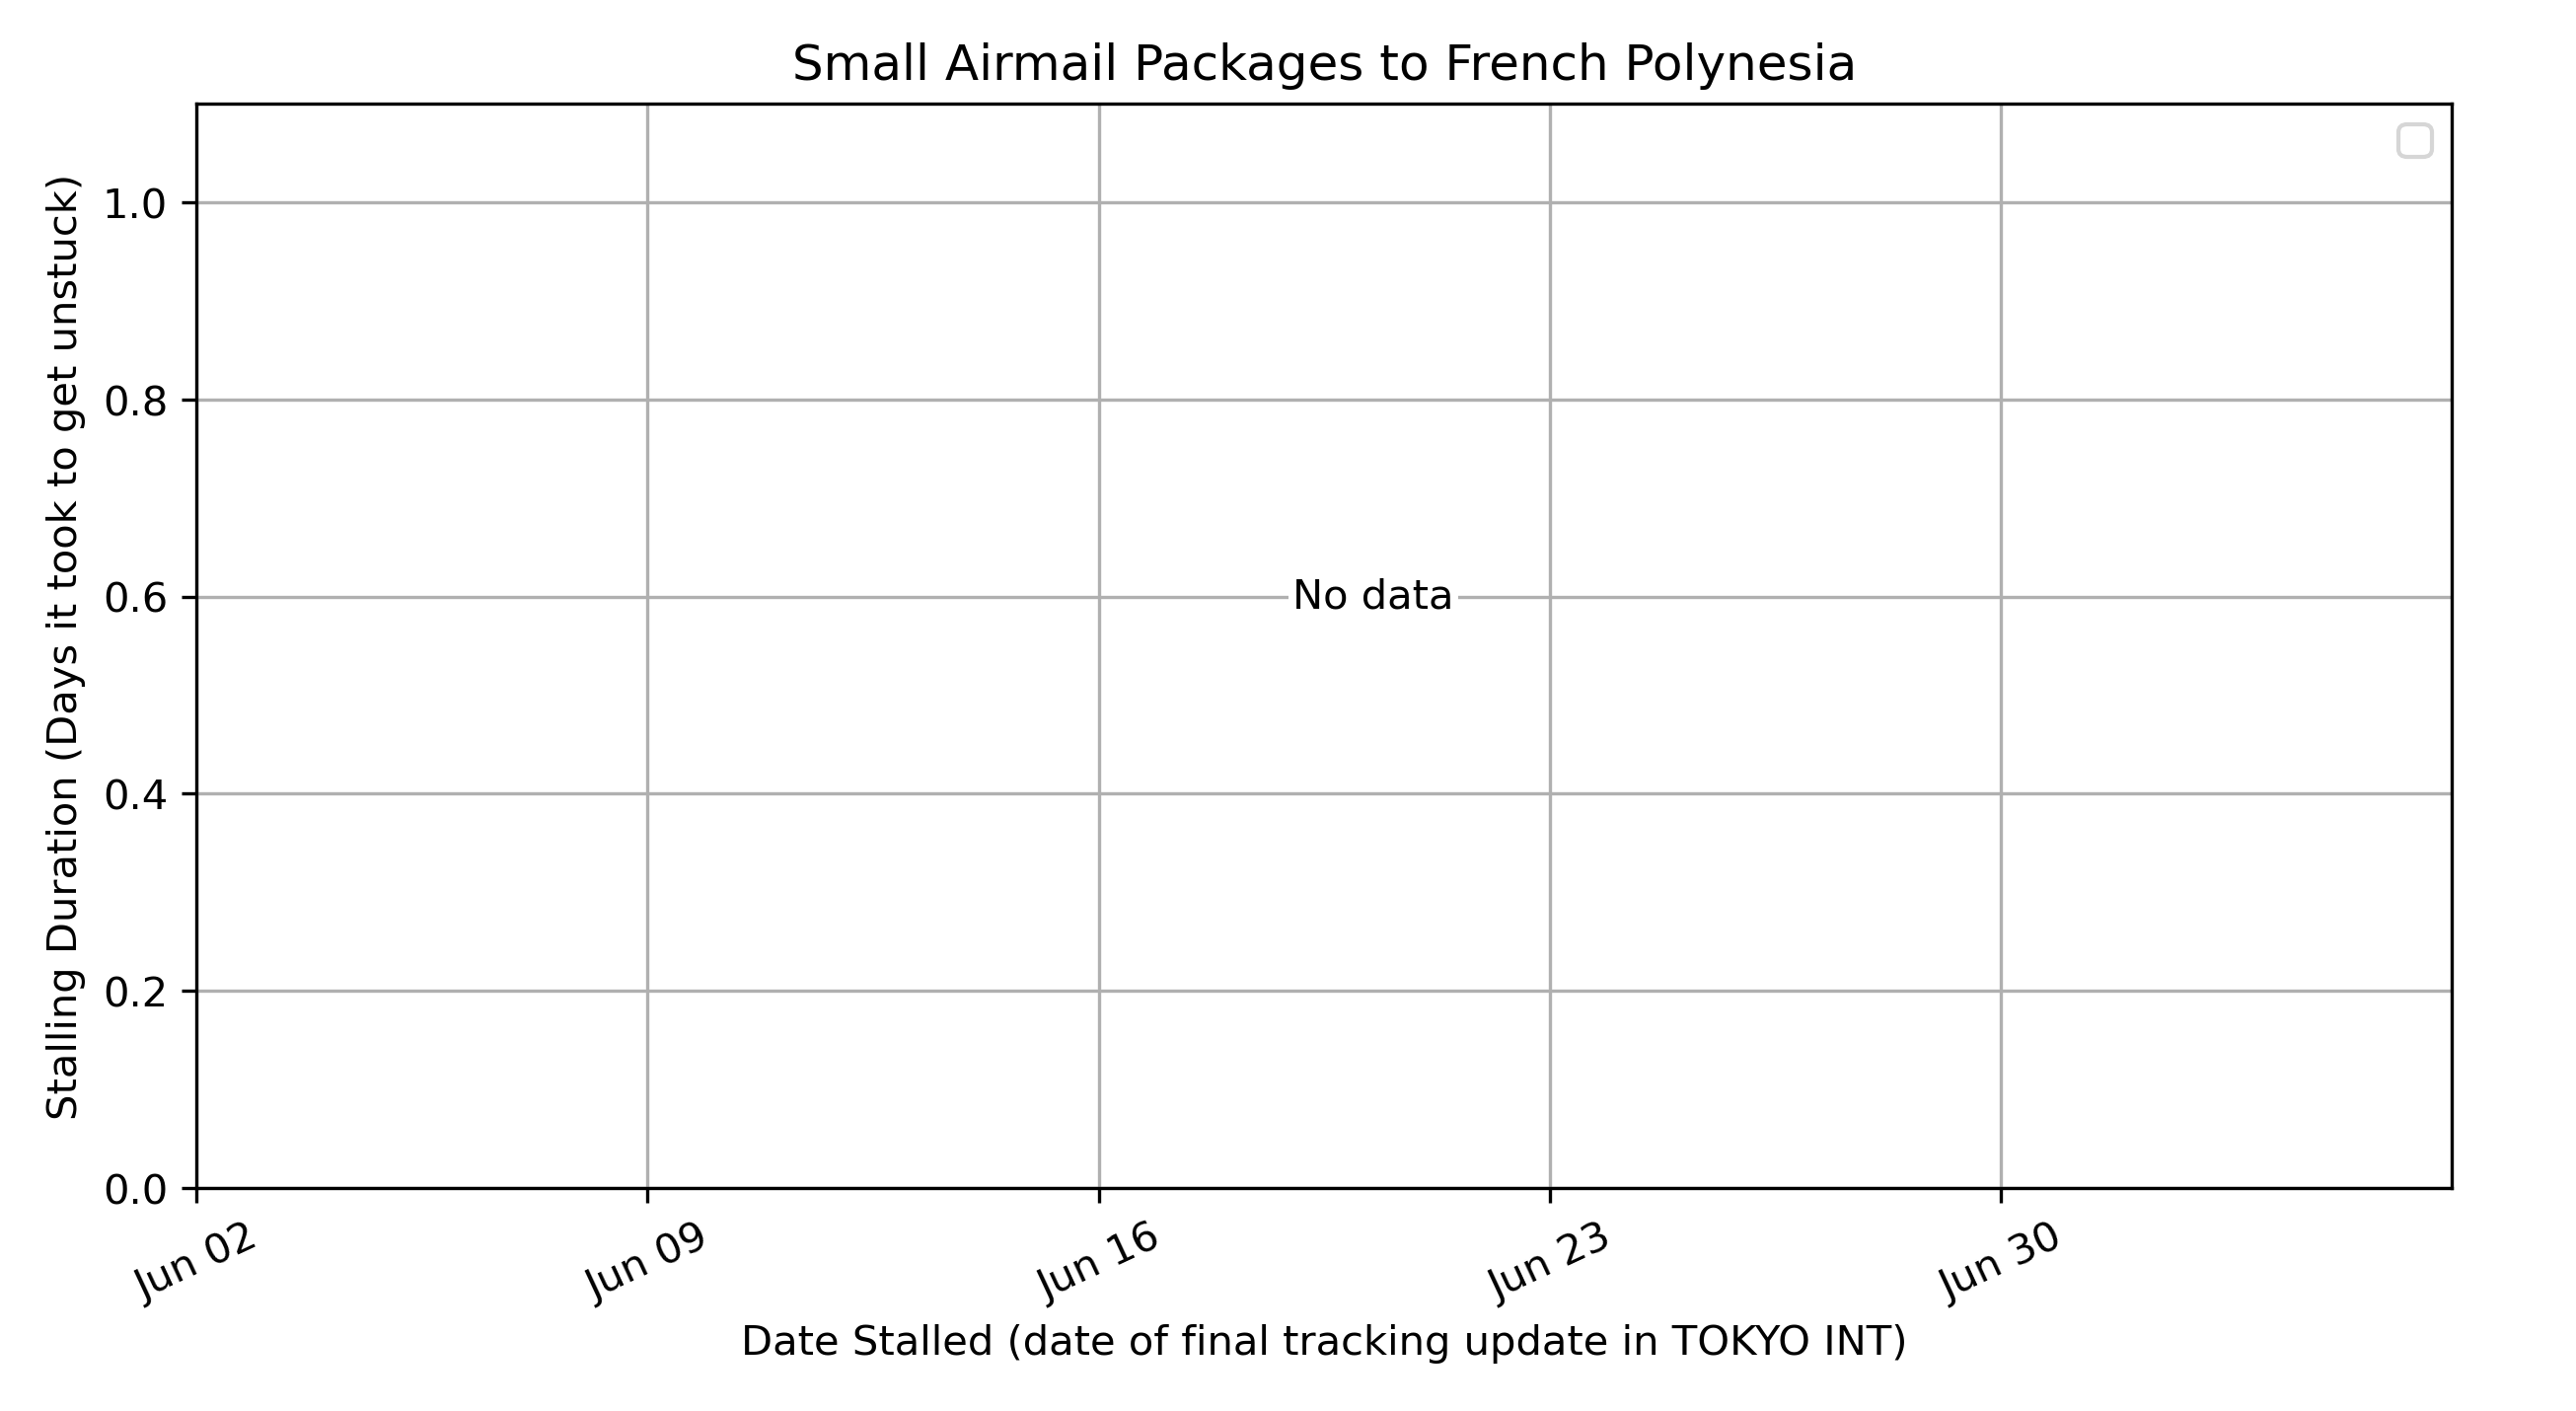 Small Airmail Packages to French Polynesia
Stalling Duration (Days it took to get unstuck)
1.0
0.8
0.6
0.4
0.2
0.0
No data
Jun 02
Jun 09
Jun 16
Jun 23
Jun 30
Date Stalled (date of final tracking update in TOKYO INT)